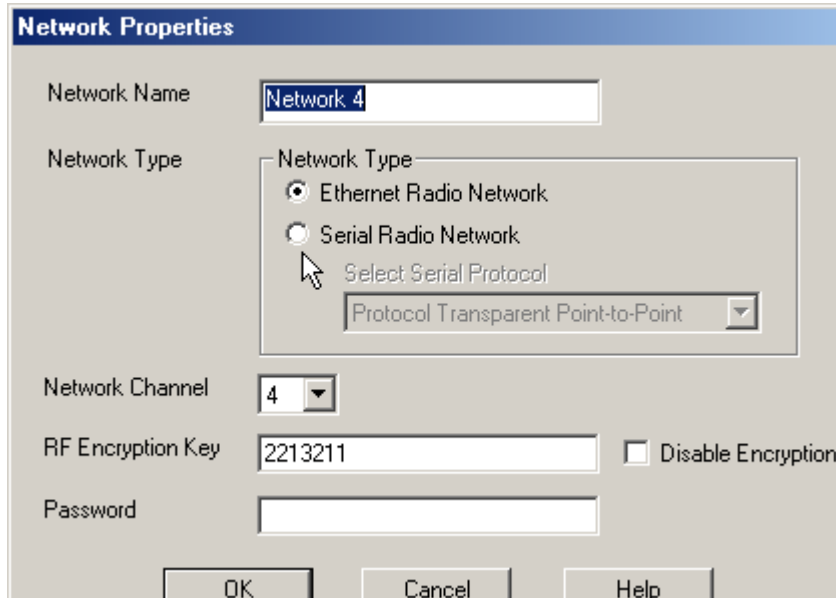 Network Properties
Network Name
Network 4
Network Type
Network Type
Ethernet Radio Network
Serial Radio Network
Select Serial Protocol
Protocol Transparent Point-to-Point
Network Channel
4
RF Encryption Key
2213211
Disable Encryption
Password
OK
Cancel
Help